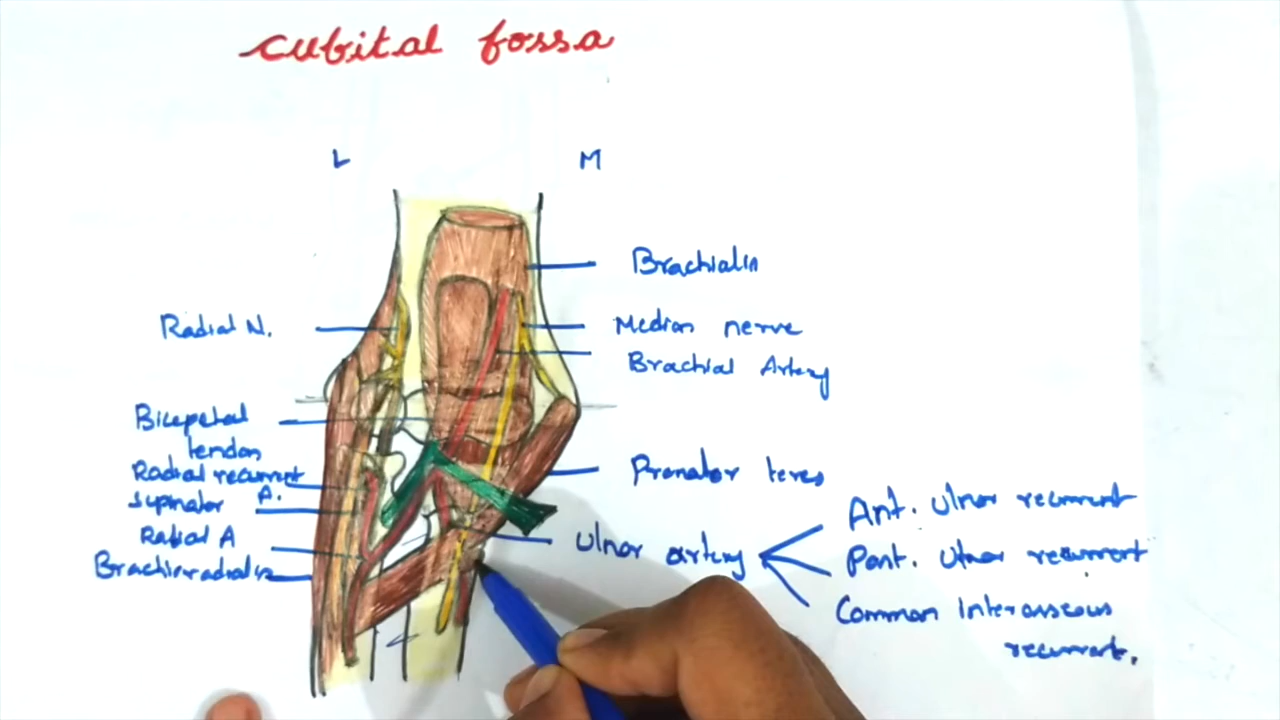 cubital fossa
L M
Brachialis
Radial N.
Median nerve
Brachial Artery
Bicipetal
tendon
Radial recurrent
A.
supinator
Radial A
Brachioradialis
Pronator teres
Ulnar artery
Ant. Ulnar recurrent
Post. Ulnar recurrent
Common Interosseous
recurrent.